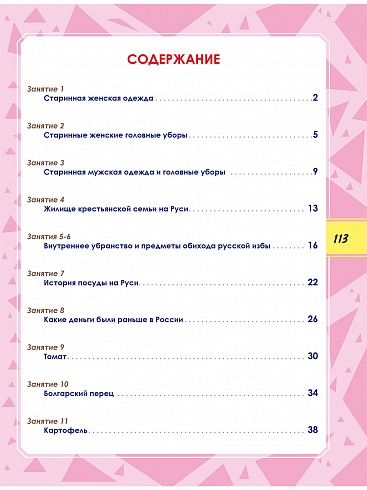 СОДЕРЖАНИЕ
Занятие 1
Старинная женская одежда 2
Занятие 2
Старинные женские головные уборы 5
Занятие 3
Старинная мужская одежда и головные уборы 9
Занятие 4
Жилище крестьянской семьи на Руси 13
Занятия 5-6
Внутреннее убранство и предметы обихода русской избы 16
113
Занятие 7
История посуды на Руси 22
Занятие 8
Какие деньги были раньше в России 26
Занятие 9
Томат 30
Занятие 10
Болгарский перец 34
Занятие 11
Картофель 38